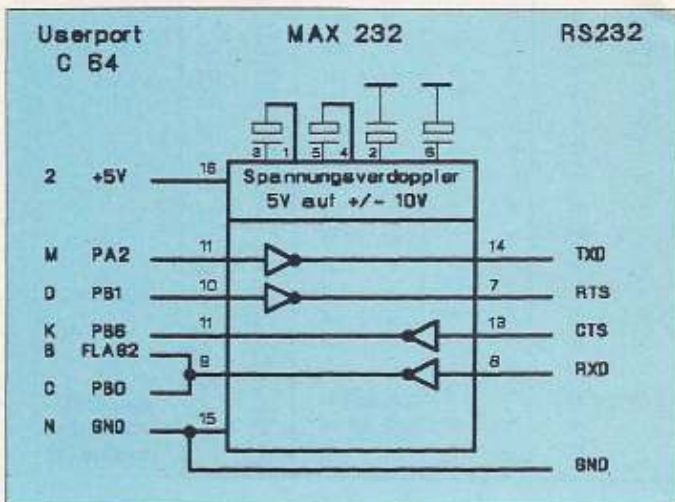 Userport MAX 232 RS232
C 64
3 1 5 4 2 6
2 +5V 16 Spannungsverdoppler
5V auf +/- 10V
M PA2 11 14 TXD
D PB1 10 7 RTS
K PB6 11 13 CTS
B FLAG2
9 8 RXD
C PB0
N GND 15
GND